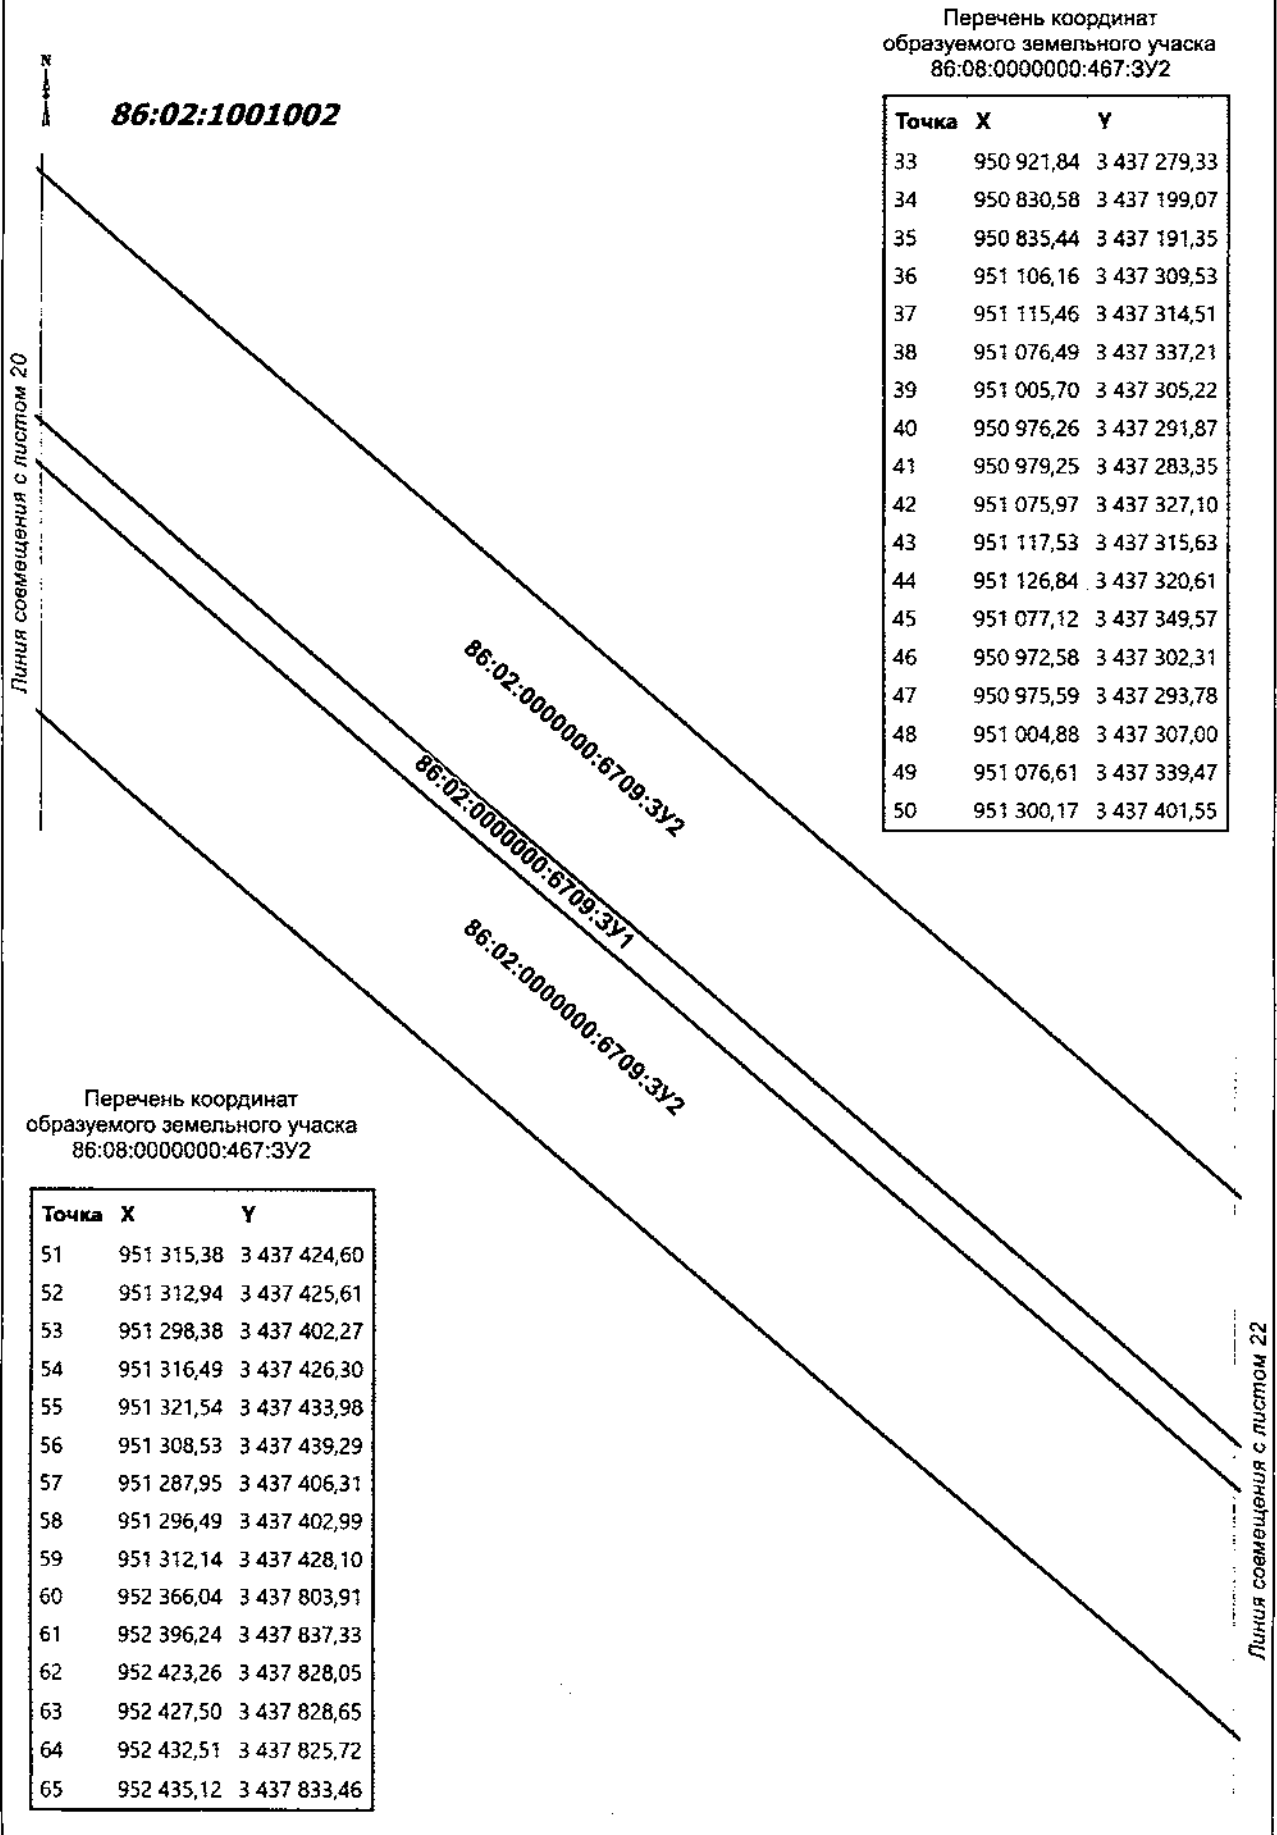 Перечень координат
образуемого земельного учаска
86:08:0000000:467:ЗУ2
N
86:02:1001002
Точка X Y
33 950 921,84 3 437 279,33
34 950 830,58 3 437 199,07
35 950 835,44 3 437 191,35
36 951 106,16 3 437 309,53
37 951 115,46 3 437 314,51
38 951 076,49 3 437 337,21
39 951 005,70 3 437 305,22
40 950 976,26 3 437 291,87
41 950 979,25 3 437 283,35
42 951 075,97 3 437 327,10
43 951 117,53 3 437 315,63
44 951 126,84 3 437 320,61
45 951 077,12 3 437 349,57
46 950 972,58 3 437 302,31
47 950 975,59 3 437 293,78
48 951 004,88 3 437 307,00
49 951 076,61 3 437 339,47
50 951 300,17 3 437 401,55
Линия совмещения с листом 20
86:02:0000000:6709:ЗУ2
86:02:0000000:6709:ЗУ1
86:02:0000000:6709:ЗУ2
Перечень координат
образуемого земельного учаска
86:08:0000000:467:ЗУ2
Точка X Y
51 951 315,38 3 437 424,60
52 951 312,94 3 437 425,61
53 951 298,38 3 437 402,27
54 951 316,49 3 437 426,30
55 951 321,54 3 437 433,98
56 951 308,53 3 437 439,29
57 951 287,95 3 437 406,31
58 951 296,49 3 437 402,99
59 951 312,14 3 437 428,10
60 952 366,04 3 437 803,91
61 952 396,24 3 437 837,33
62 952 423,26 3 437 828,05
63 952 427,50 3 437 828,65
64 952 432,51 3 437 825,72
65 952 435,12 3 437 833,46
Линия совмещения с листом 22